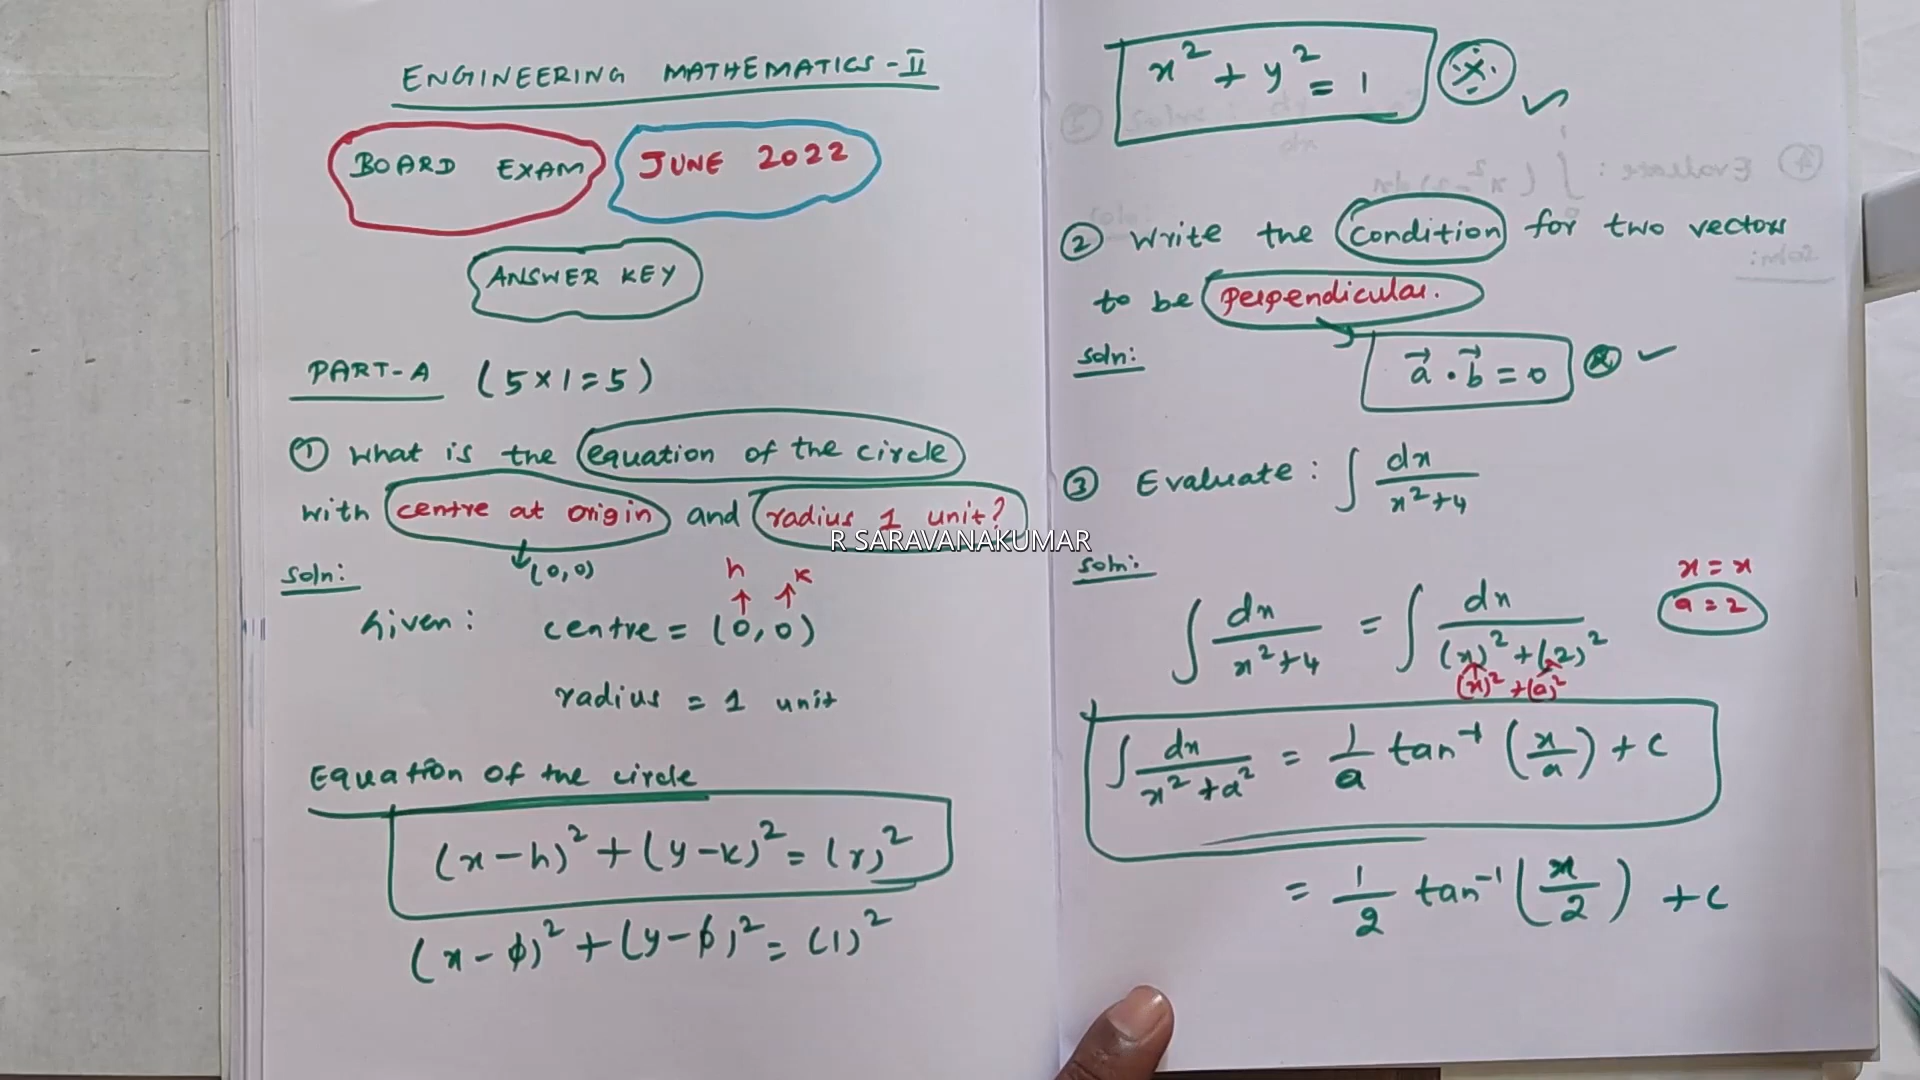 ENGINEERING MATHEMATICS - II
BOARD EXAM
JUNE 2022
ANSWER KEY
PART-A (5×1=5)
① What is the equation of the circle
with centre at origin and radius 1 unit?
(0,0)
Soln:
h k
Given: centre = (0,0)
radius = 1 unit
Equation of the circle
(x-h)² + (y-k)² = (r)²
(x-0)² + (y-0)² = (1)²
x² + y² = 1
② Write the condition for two vectors
to be perpendicular.
Soln:
a⃗ • b⃗ = 0
③ Evaluate: ∫ dx/(x²+4)
Soln:
x = x
a = 2
∫ dx/(x²+4) = ∫ dx/((x)²+(2)²)
(x)² + (a)²
∫ dx/(x²+a²) = 1/a tan⁻¹ (x/a) + c
= 1/2 tan⁻¹ (x/2) + c
R SARAVANAKUMAR